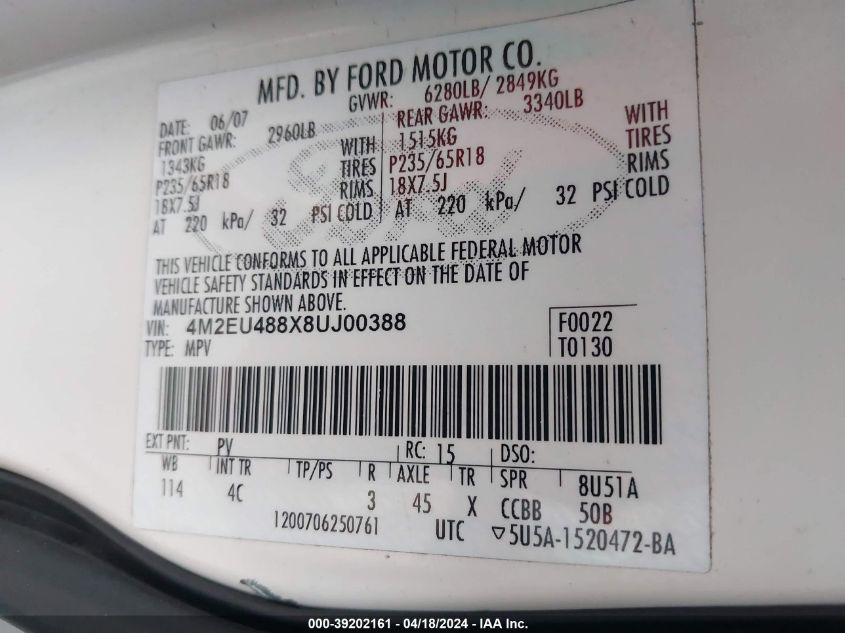 MFD. BY FORD MOTOR CO.
DATE: 06/07 GVWR: 6280LB/ 2849KG
FRONT GAWR: 2960LB REAR GAWR: 3340LB
1343KG WITH 1515KG WITH
P235/65R18 TIRES P235/65R18 TIRES
18X7.5J RIMS 18X7.5J RIMS
AT 220 kPa/ 32 PSI COLD AT 220 kPa/ 32 PSI COLD
THIS VEHICLE CONFORMS TO ALL APPLICABLE FEDERAL MOTOR
VEHICLE SAFETY STANDARDS IN EFFECT ON THE DATE OF
MANUFACTURE SHOWN ABOVE.
VIN: 4M2EU488X8UJ00388 F0022
TYPE: MPV T0130
EXT PNT: PV RC: 15 DSO:
WB INT TR TP/PS R AXLE TR SPR 8U51A
114 4C 3 45 X CCBB 50B
1200706250761 UTC ▽5U5A-1520472-BA
000-39202161 - 04/18/2024 - IAA Inc.